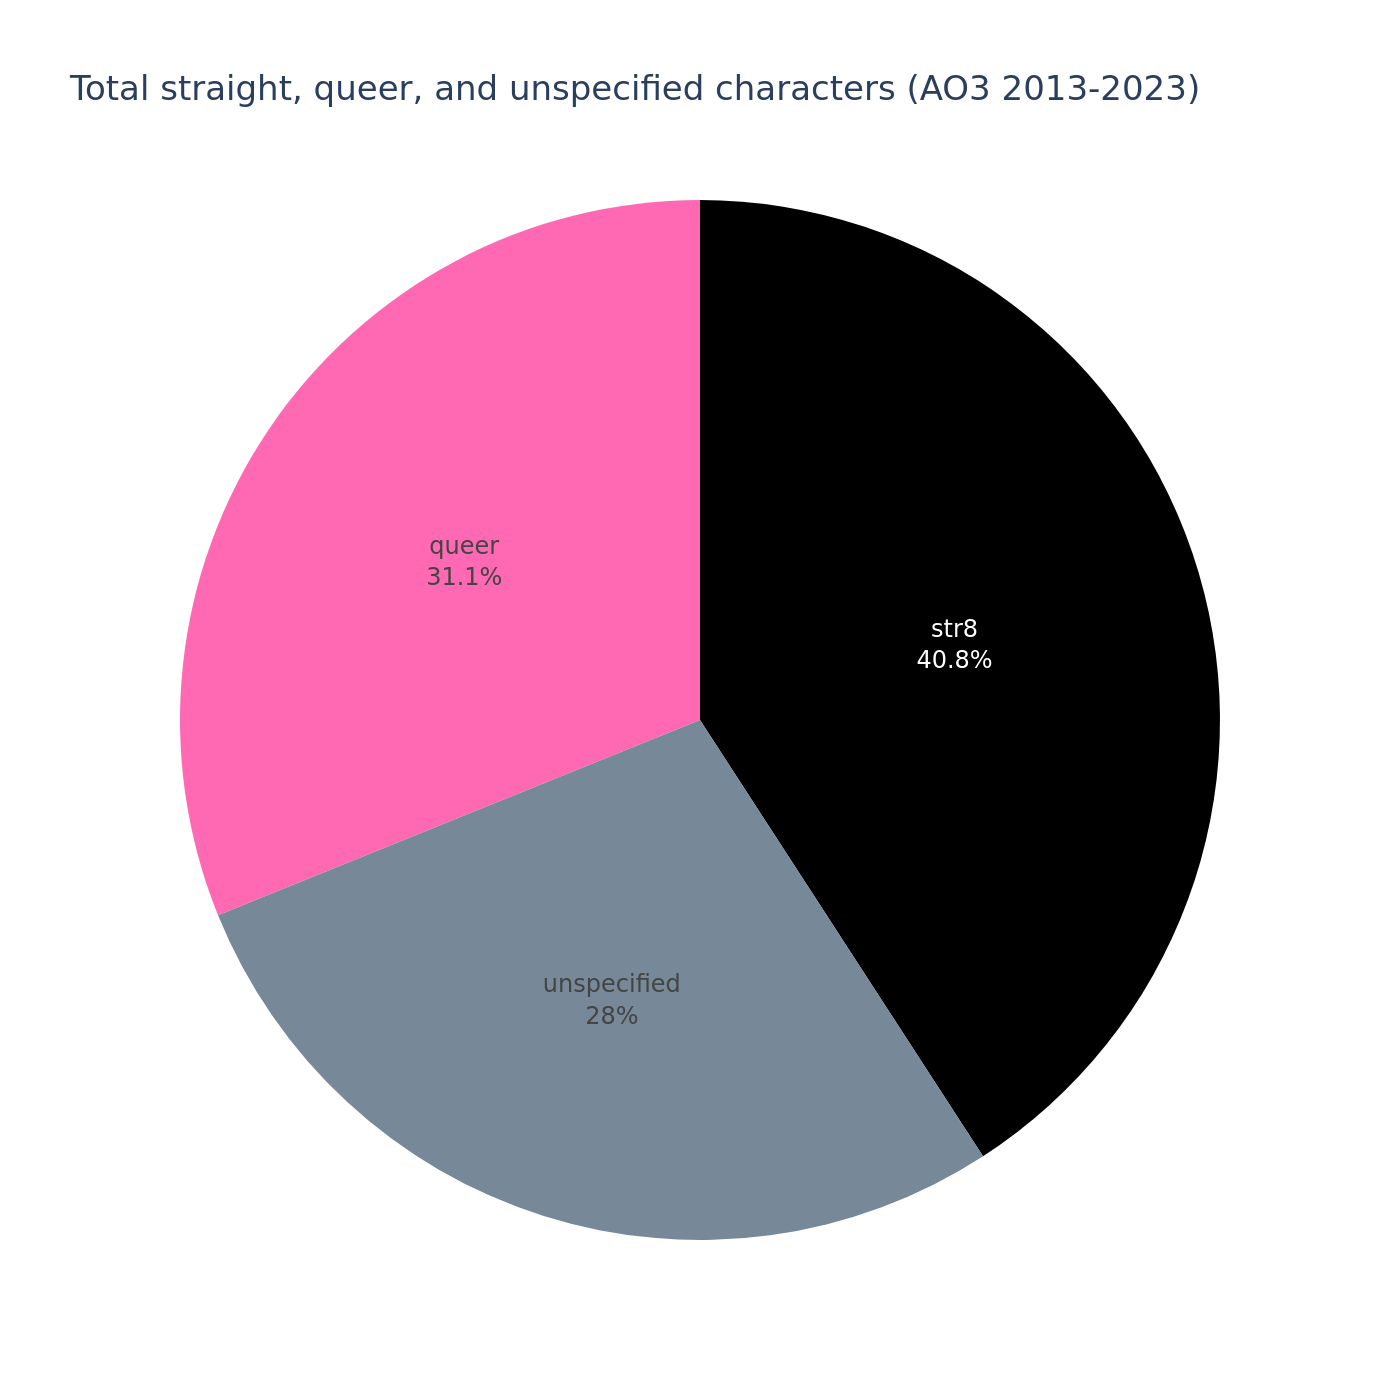 Total straight, queer, and unspecified characters (AO3 2013-2023)
queer
31.1%
str8
40.8%
unspecified
28%